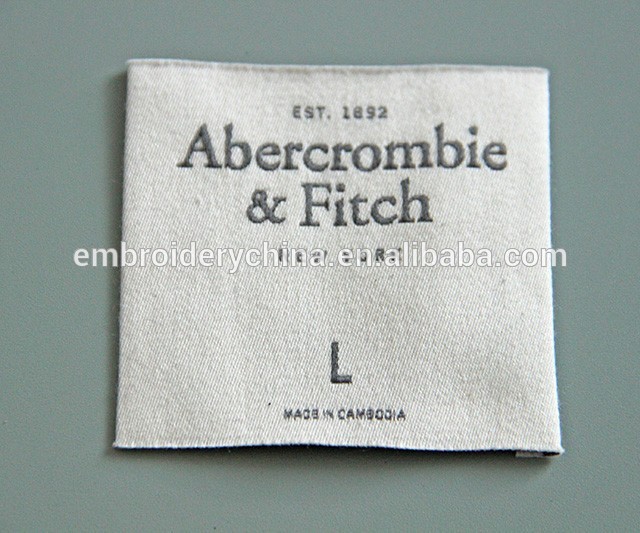 EST. 1892
Abercrombie
& Fitch
embroiderychina.en.alibaba.com
L
MADE IN CAMBODIA